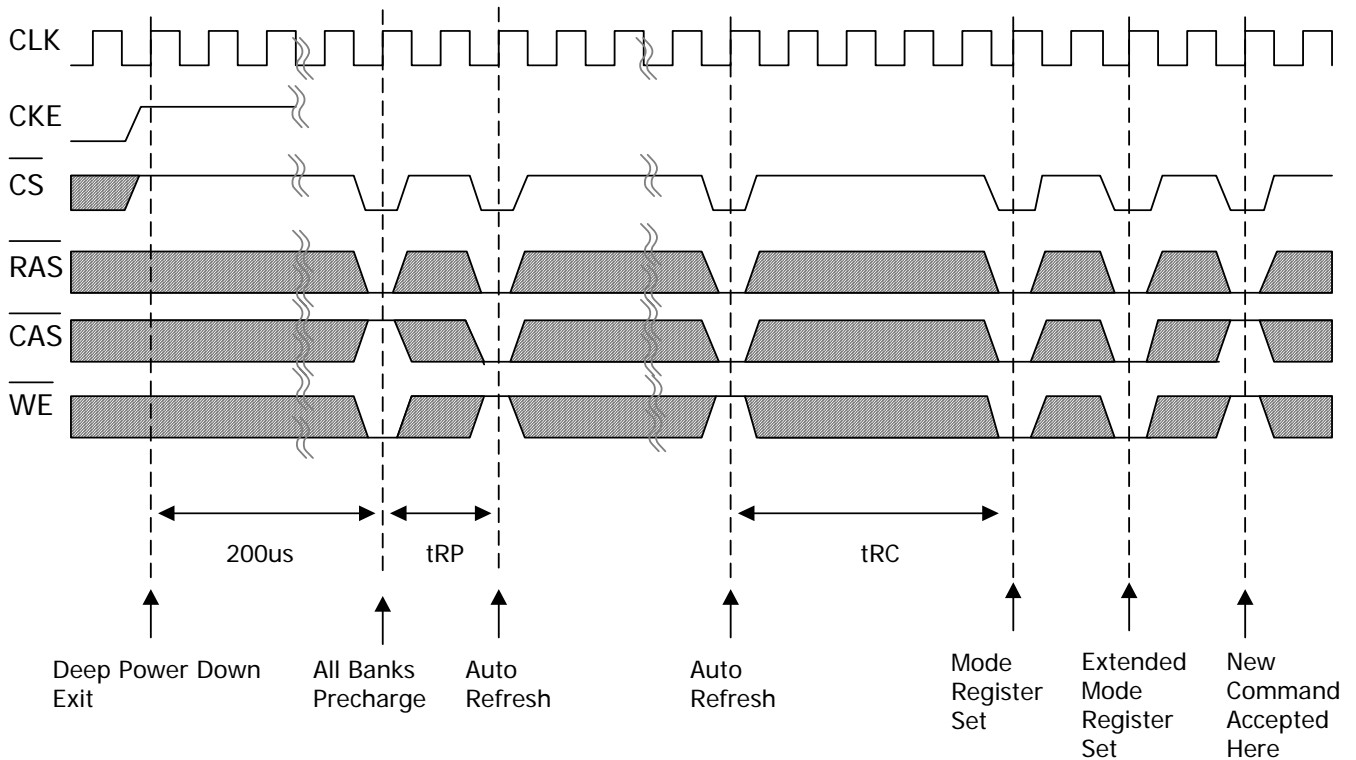 CLK
CKE
CS
RAS
CAS
WE
200us
tRP
tRC
Deep Power Down
Exit
All Banks
Precharge
Auto
Refresh
Auto
Refresh
Mode
Register
Set
Extended
Mode
Register
Set
New
Command
Accepted
Here